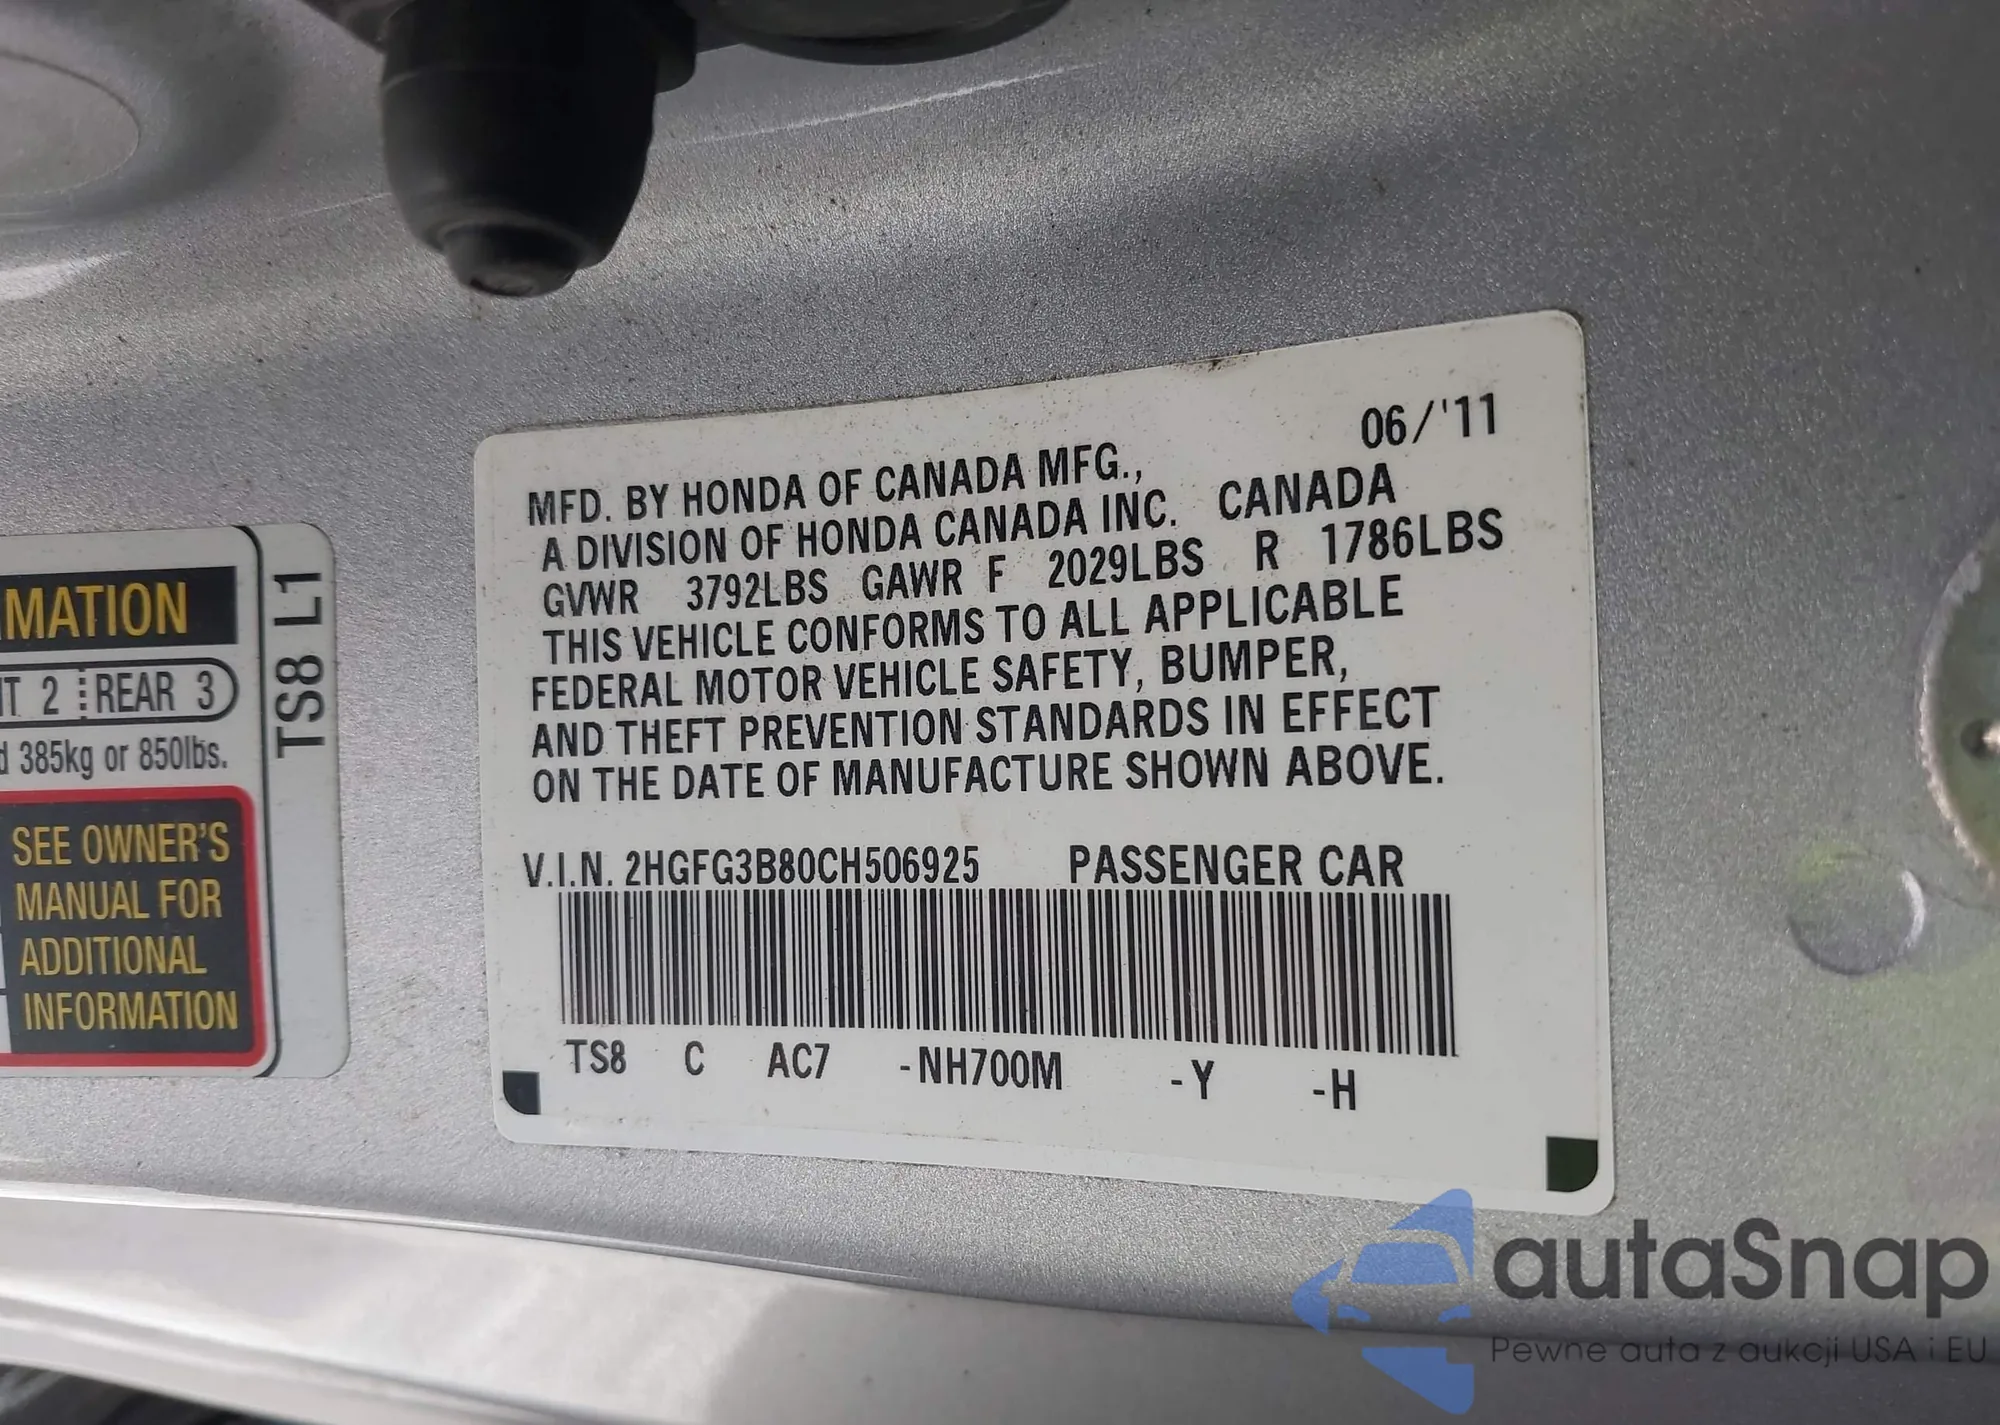 MATION
T 2 REAR 3
385kg or 850lbs.
SEE OWNER'S
MANUAL FOR
ADDITIONAL
INFORMATION
TS8 L1
06/'11
MFD. BY HONDA OF CANADA MFG.,
A DIVISION OF HONDA CANADA INC. CANADA
GVWR 3792LBS GAWR F 2029LBS R 1786LBS
THIS VEHICLE CONFORMS TO ALL APPLICABLE
FEDERAL MOTOR VEHICLE SAFETY, BUMPER,
AND THEFT PREVENTION STANDARDS IN EFFECT
ON THE DATE OF MANUFACTURE SHOWN ABOVE.
V.I.N. 2HGFG3B80CH506925 PASSENGER CAR
TS8 C AC7 -NH700M -Y -H
autaSnap
Pewne auta z aukcji USA i EU